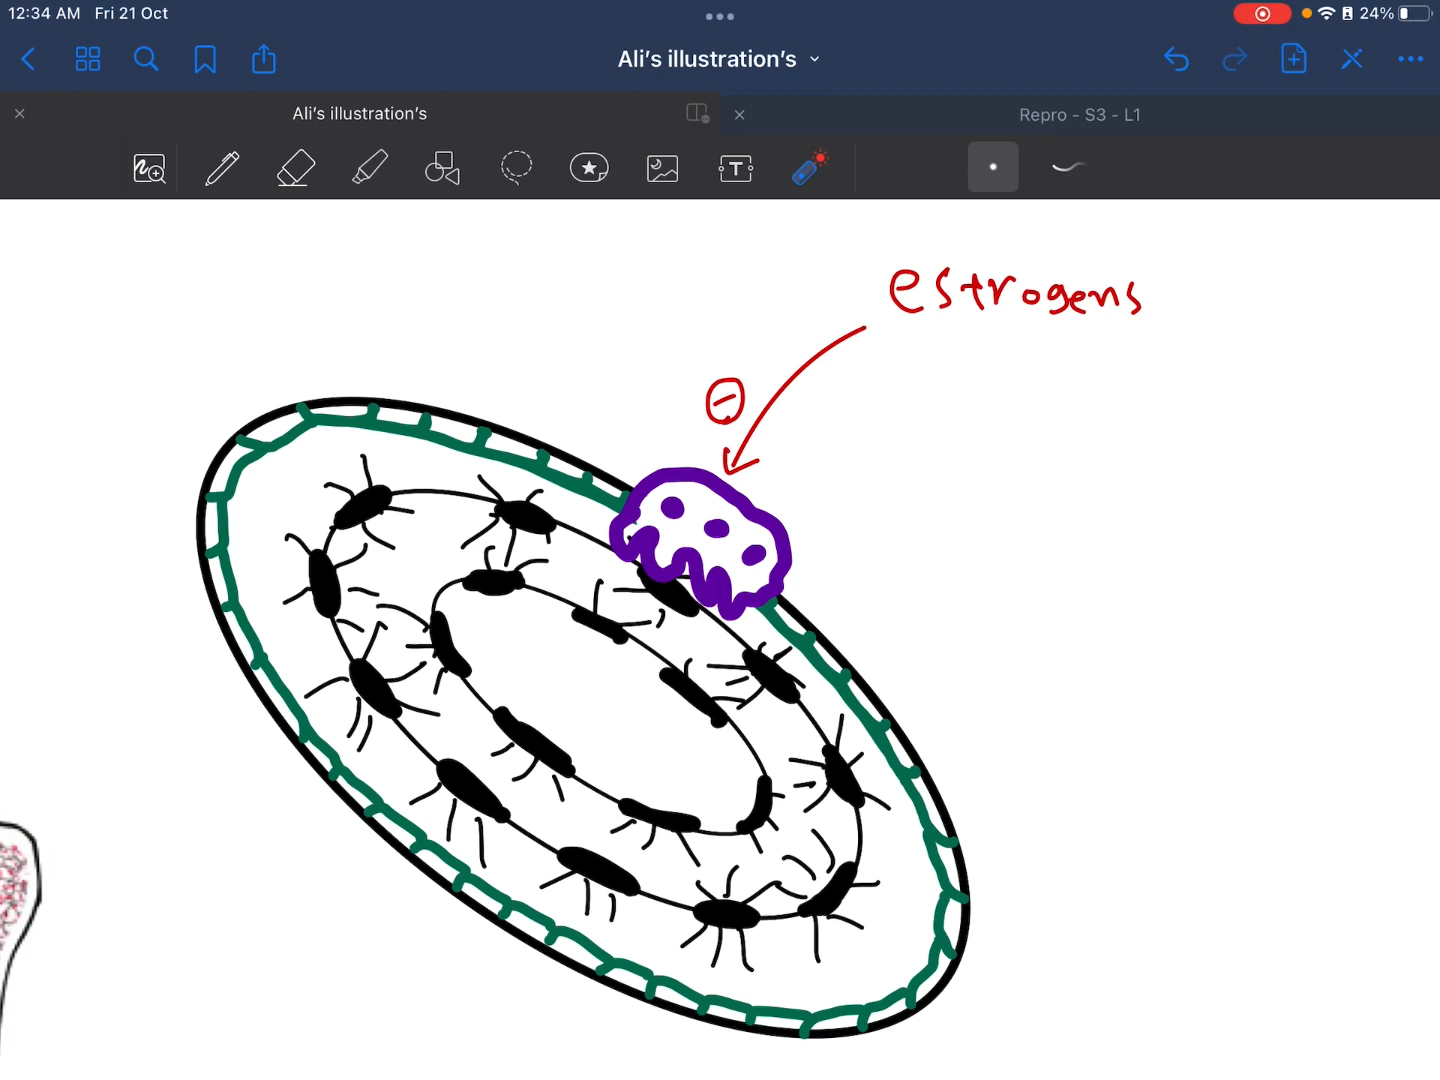 12:34 AM Fri 21 Oct
24%
Ali's illustration's
Ali's illustration's
Repro - S3 - L1
T
estrogens